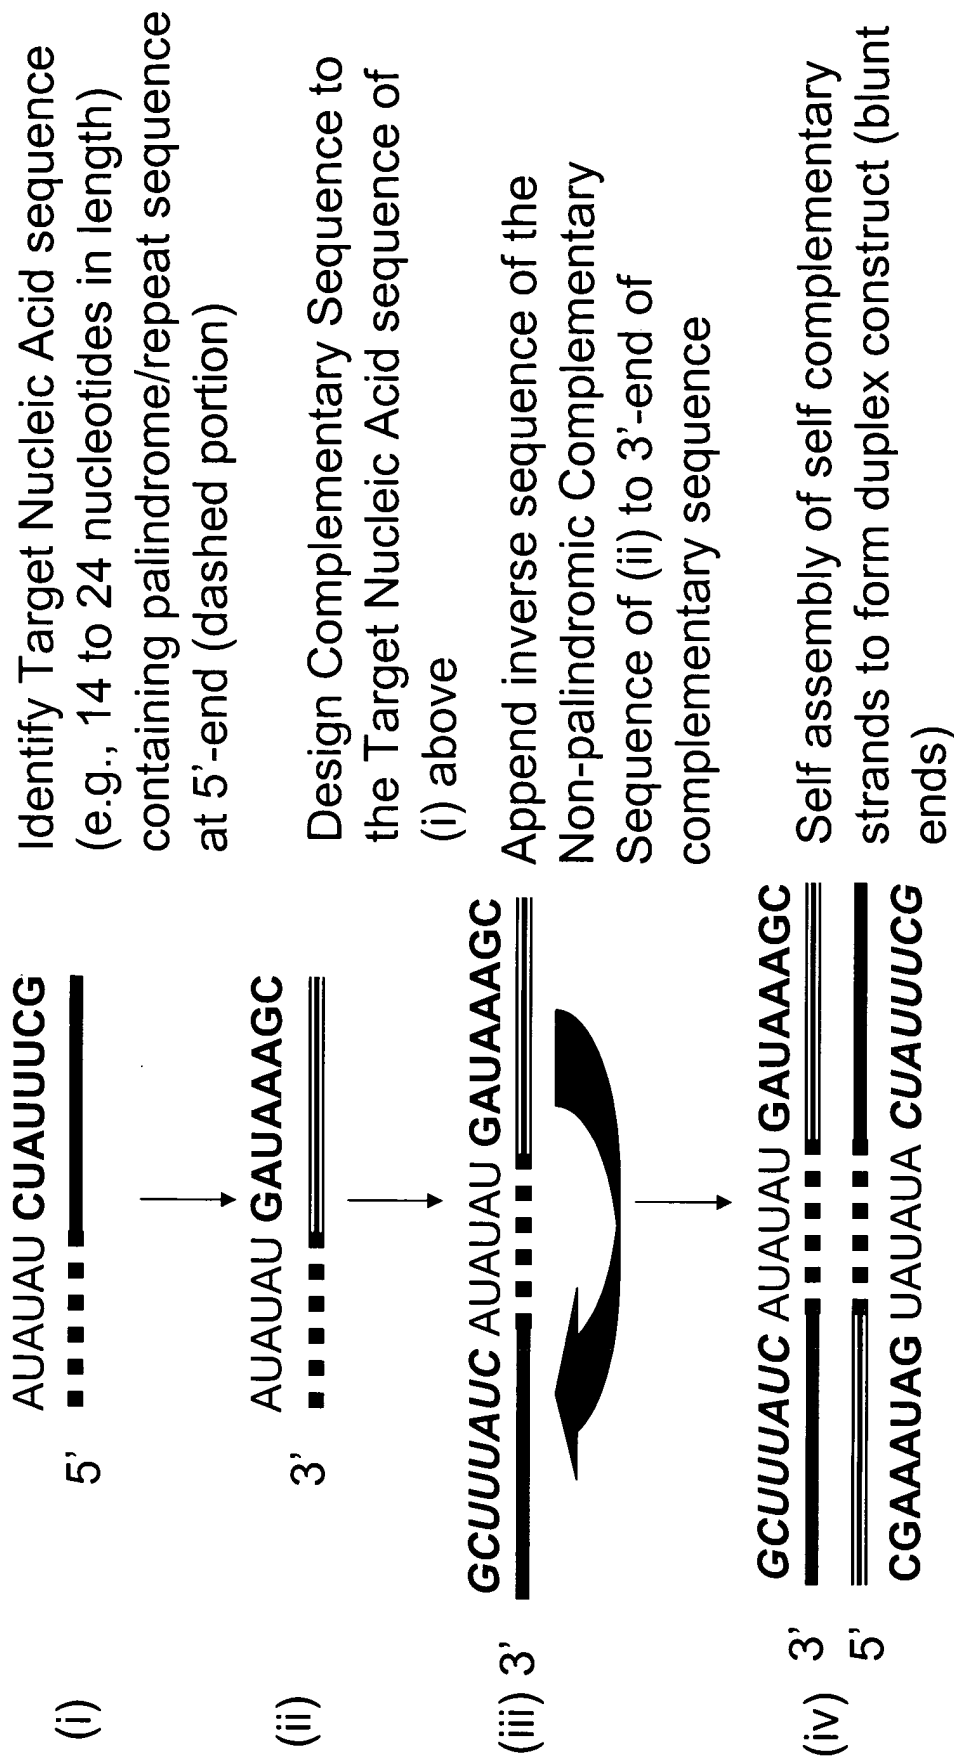 (i)
AUAUAU CUAUUUCG
5'
Identify Target Nucleic Acid sequence
(e.g., 14 to 24 nucleotides in length)
containing palindrome/repeat sequence
at 5'-end (dashed portion)
(ii)
AUAUAU GAUAAAGC
3'
Design Complementary Sequence to
the Target Nucleic Acid sequence of
(i) above
(iii)
GCUUUAUC AUAUAU GAUAAAGC
3'
Append inverse sequence of the
Non-palindromic Complementary
Sequence of (ii) to 3'-end of
complementary sequence
(iv)
GCUUUAUC AUAUAU GAUAAAGC
3'
5'
CGAAAUAG UAUAUA CUAUUUCG
Self assembly of self complementary
strands to form duplex construct (blunt
ends)